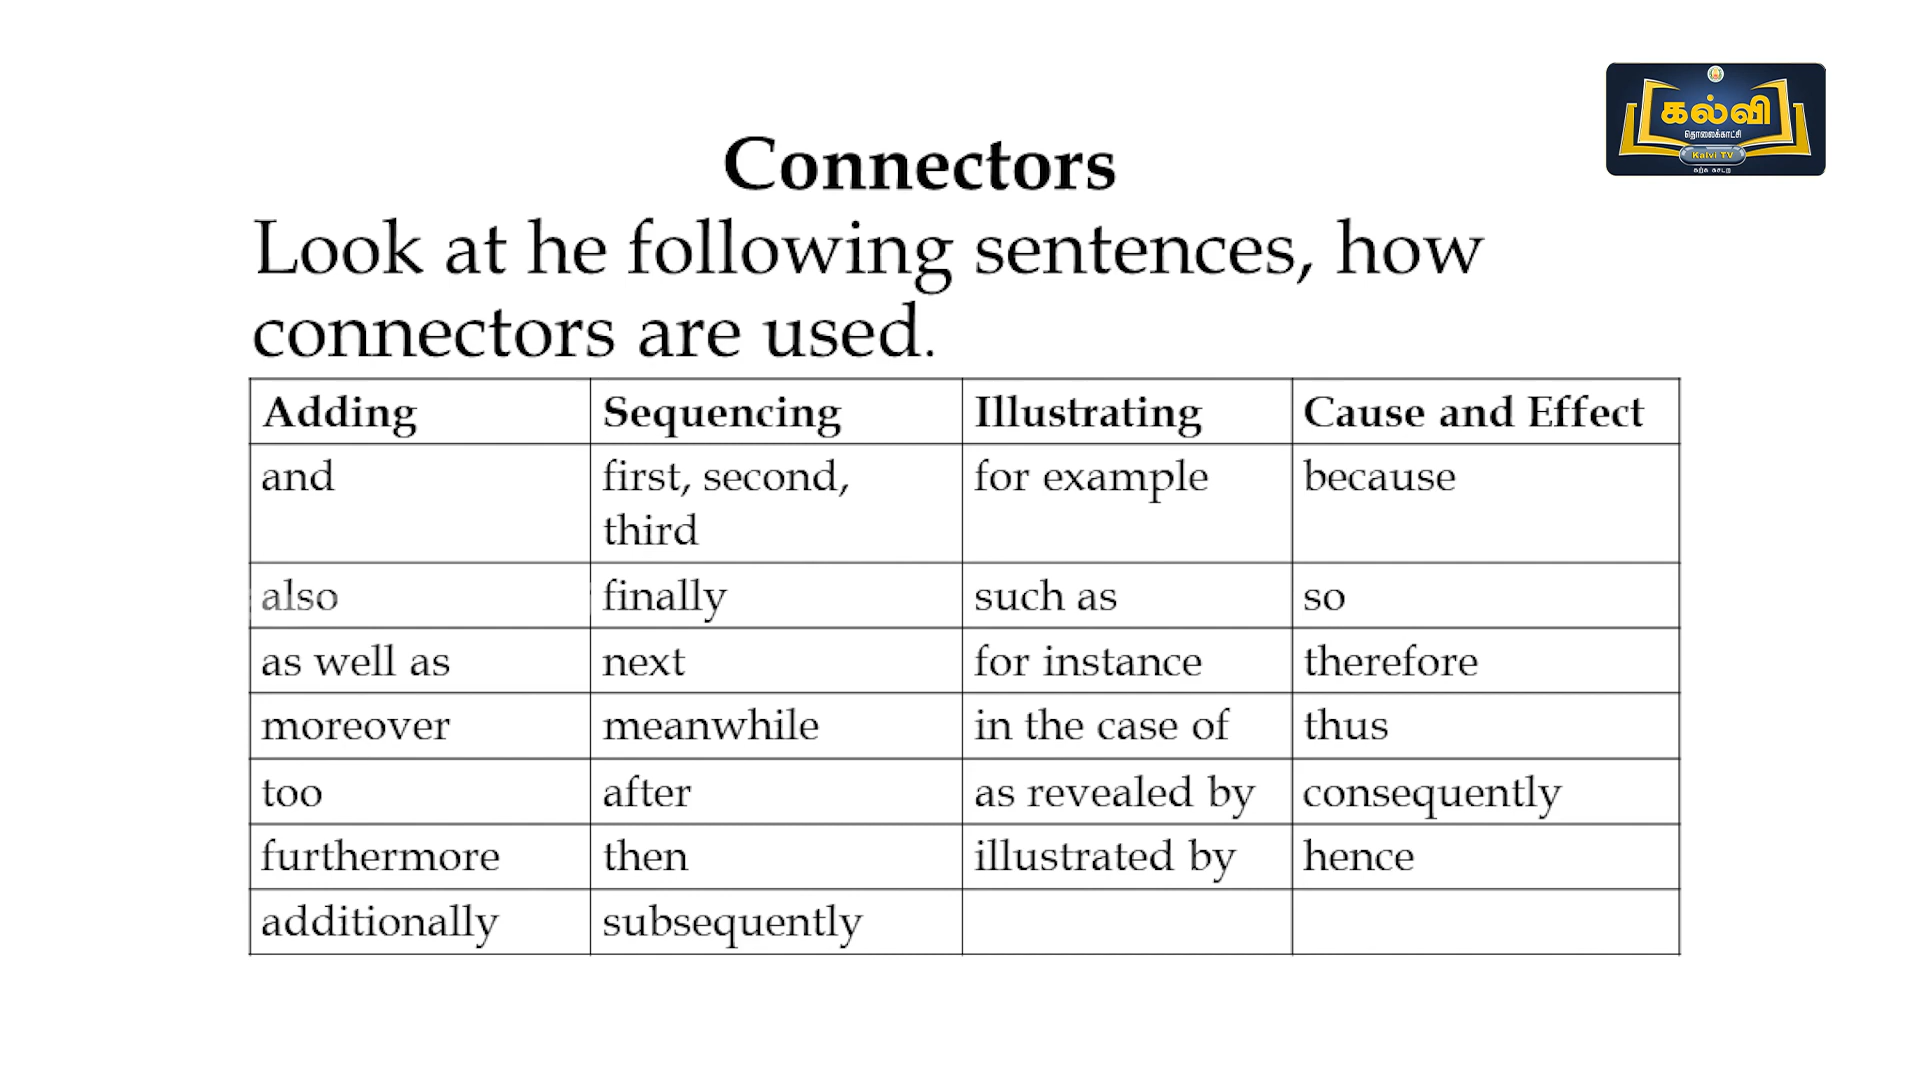 கல்வி
தொலைக்காட்சி
Kalvi TV
கற்க கசடற
Connectors
Look at he following sentences, how
connectors are used.
Adding Sequencing Illustrating Cause and Effect
and first, second, for example because
third
also finally such as so
as well as next for instance therefore
moreover meanwhile in the case of thus
too after as revealed by consequently
furthermore then illustrated by hence
additionally subsequently